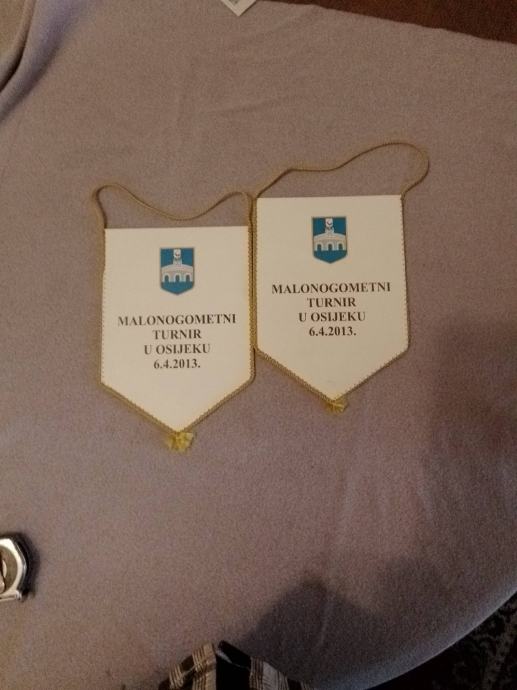 MALONOGOMETNI
TURNIR
U OSIJEKU
6.4.2013.
MALONOGOMETNI
TURNIR
U OSIJEKU
6.4.2013.